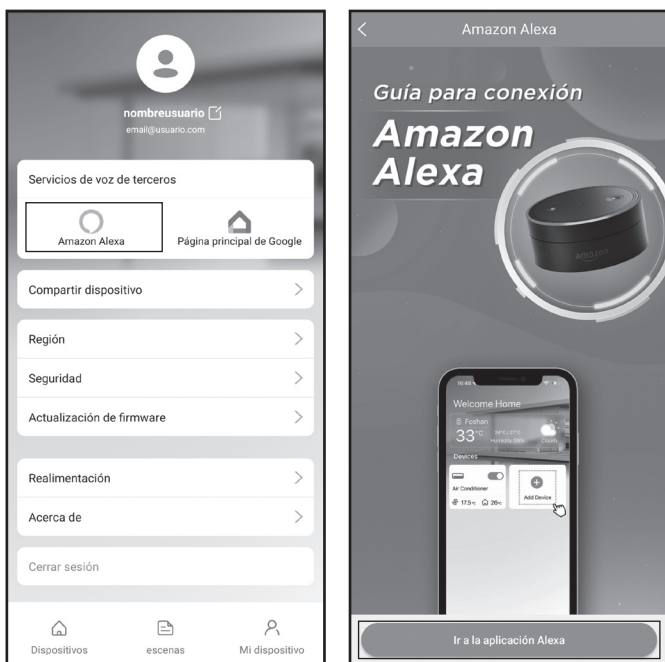 nombreusuario
email@usuario.com
Servicios de voz de terceros
Amazon Alexa
Página principal de Google
Compartir dispositivo
Región
Seguridad
Actualización de firmware
Realimentación
Acerca de
Cerrar sesión
Dispositivos
escenas
Mi dispositivo
Amazon Alexa
Guía para conexión
Amazon
Alexa
amazon
Welcome Home
Foshan
33°C
Cloudy
Devices
Air Conditioner
Add Device
17.5°C
26°C
Ir a la aplicación Alexa